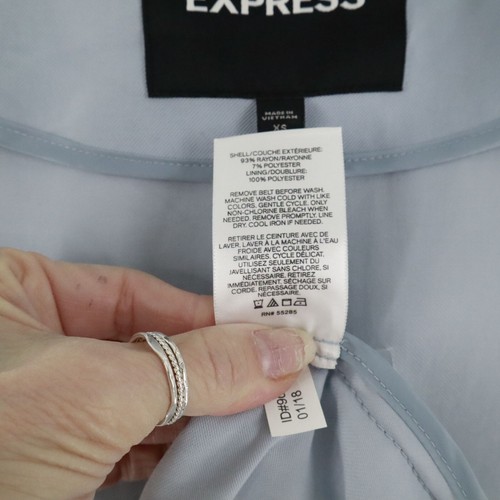 EXPRESS
MADE IN
VIETNAM
XS
SHELL/COUCHE EXTÉRIEURE:
93% RAYON/RAYONNE
7% POLYESTER
LINING/DOUBLURE:
100% POLYESTER
REMOVE BELT BEFORE WASH.
MACHINE WASH COLD WITH LIKE
COLORS, GENTLE CYCLE. ONLY
NON-CHLORINE BLEACH WHEN
NEEDED. REMOVE PROMPTLY. LINE
DRY. COOL IRON IF NEEDED.
RETIRER LE CEINTURE AVEC DE
LAVER, LAVER À LA MACHINE À L'EAU
FROIDE AVEC COULEURS
SIMILAIRES. CYCLE DÉLICAT.
UTILISEZ SEULEMENT DU
JAVELLISANT SANS CHLORE, SI
NÉCESSAIRE. IMMÉDIATEMENT, SÉCHAGE SUR
CORDE. REPASSAGE DOUX, SI
NÉCESSAIRE.
RN# 55285
ID#96
01/18